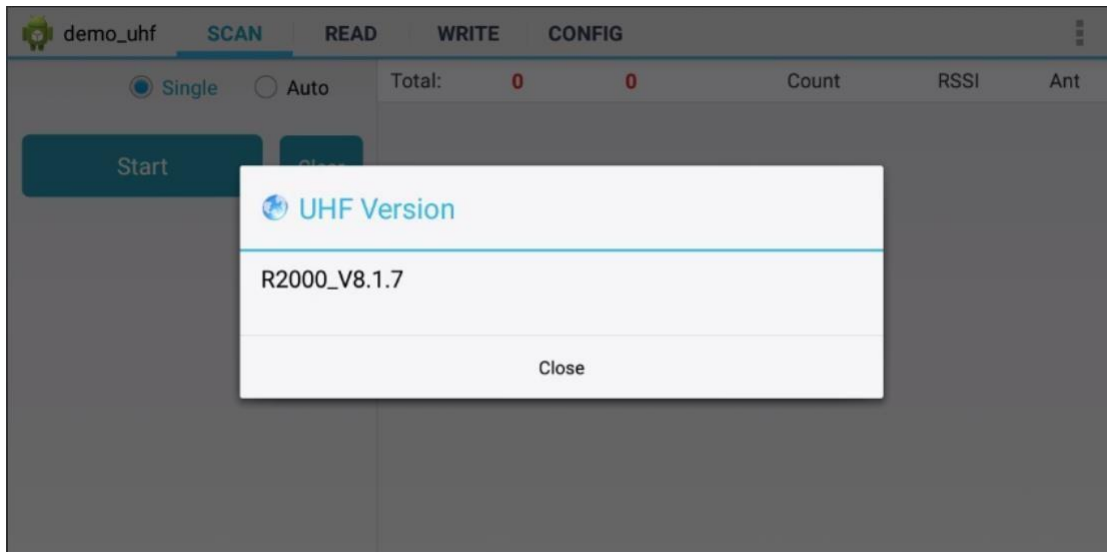 demo_uhf SCAN READ WRITE CONFIG
Single Auto Total: 0 0 Count RSSI Ant
Start
UHF Version
R2000_V8.1.7
Close